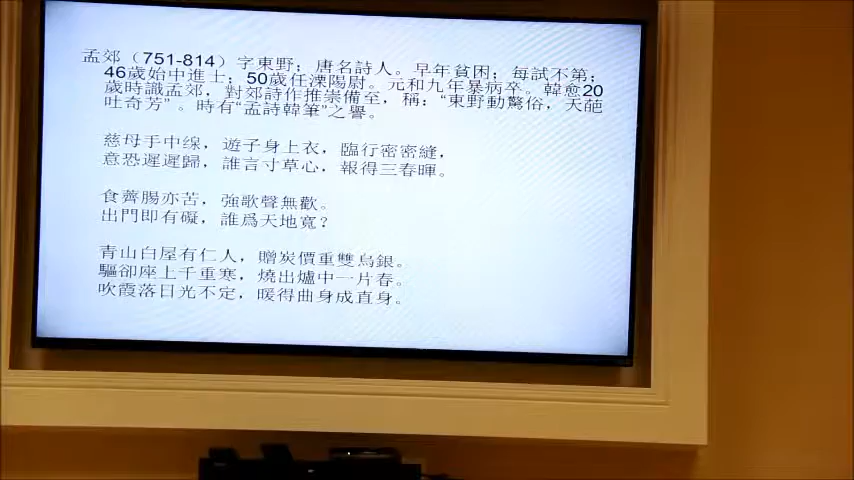 孟郊（751-814）字東野；唐名詩人。早年貧困；每試不第；
46歲始中進士；50歲任溧陽尉。元和九年暴病卒。韓愈20
歲時識孟郊，對郊詩作推崇備至，稱：“東野動驚俗，天葩
吐奇芳”。時有“孟詩韓筆”之譽。
慈母手中线，遊子身上衣，臨行密密縫，
意恐遲遲歸，誰言寸草心，報得三春暉。
食薺腸亦苦，強歌聲無歡。
出門即有礙，誰爲天地寬？
青山白屋有仁人，贈炭價重雙烏銀。
驅卻座上千重寒，燒出爐中一片春。
吹霞落日光不定，暖得曲身成直身。